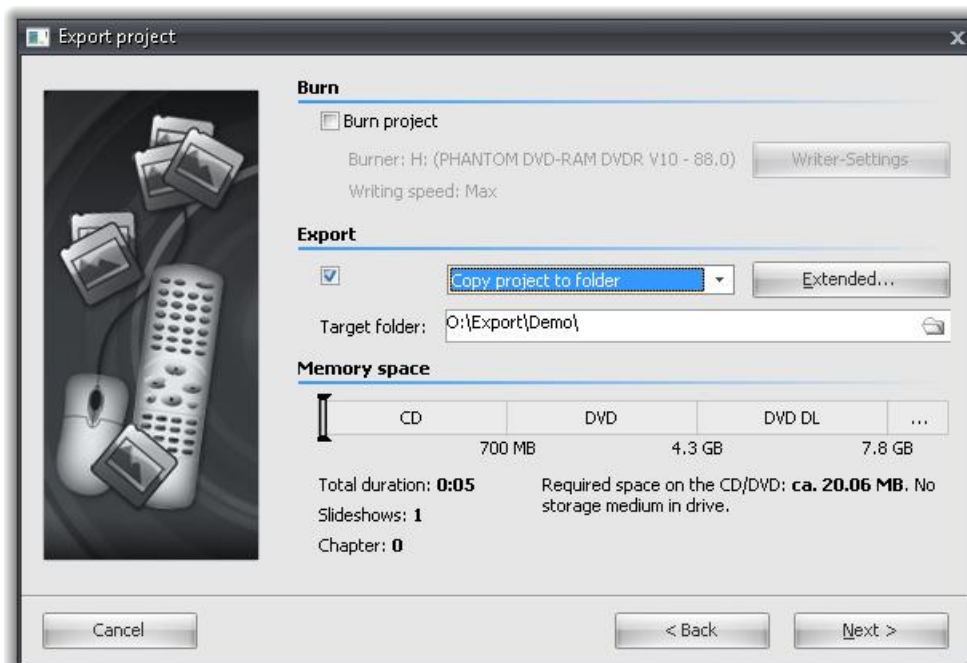 Export project
x
Burn
Burn project
Burner: H: (PHANTOM DVD-RAM DVDR V10 - 88.0)
Writer-Settings
Writing speed: Max
Export
Copy project to folder
Extended...
Target folder:
O:\Export\Demo\
Memory space
CD
DVD
DVD DL
...
700 MB
4.3 GB
7.8 GB
Total duration: 0:05
Required space on the CD/DVD: ca. 20.06 MB. No
storage medium in drive.
Slideshows: 1
Chapter: 0
Cancel
< Back
Next >